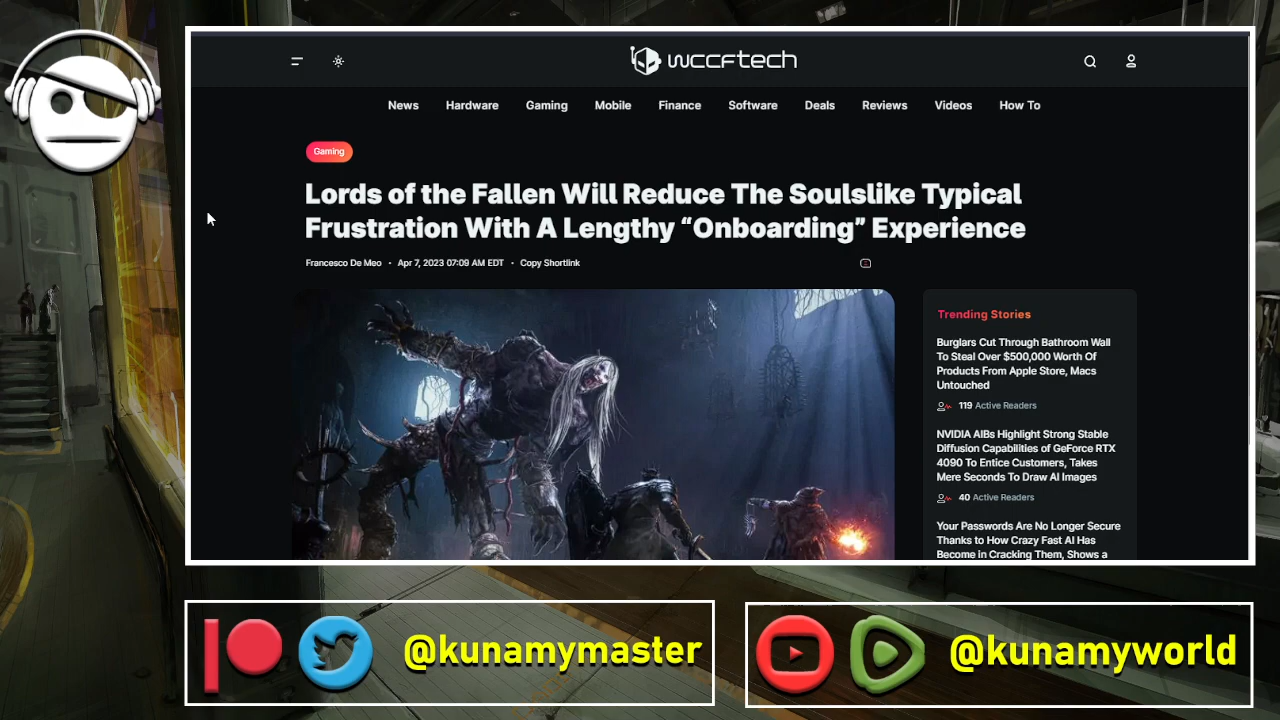 wccftech
News Hardware Gaming Mobile Finance Software Deals Reviews Videos How To
Gaming
Lords of the Fallen Will Reduce The Soulslike Typical
Frustration With A Lengthy “Onboarding” Experience
Francesco De Meo • Apr 7, 2023 07:09 AM EDT • Copy Shortlink
Trending Stories
Burglars Cut Through Bathroom Wall
To Steal Over $500,000 Worth Of
Products From Apple Store, Macs
Untouched
119 Active Readers
NVIDIA AIBs Highlight Strong Stable
Diffusion Capabilities of GeForce RTX
4090 To Entice Customers, Takes
Mere Seconds To Draw AI Images
40 Active Readers
Your Passwords Are No Longer Secure
Thanks to How Crazy Fast AI Has
Become in Cracking Them, Shows a
@kunamymaster
@kunamyworld